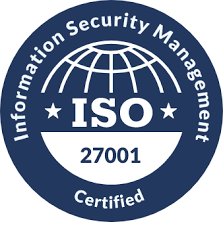 Information Security Management
ISO
27001
Certified